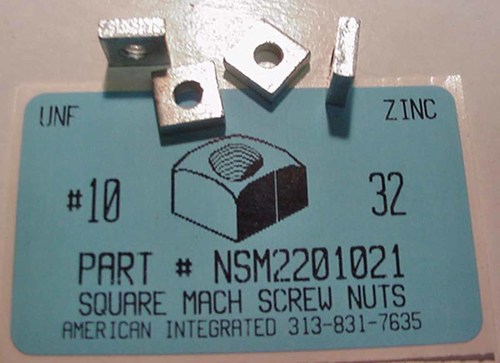 UNF ZINC
#10 32
PART # NSM2201021
SQUARE MACH SCREW NUTS
AMERICAN INTEGRATED 313-831-7635